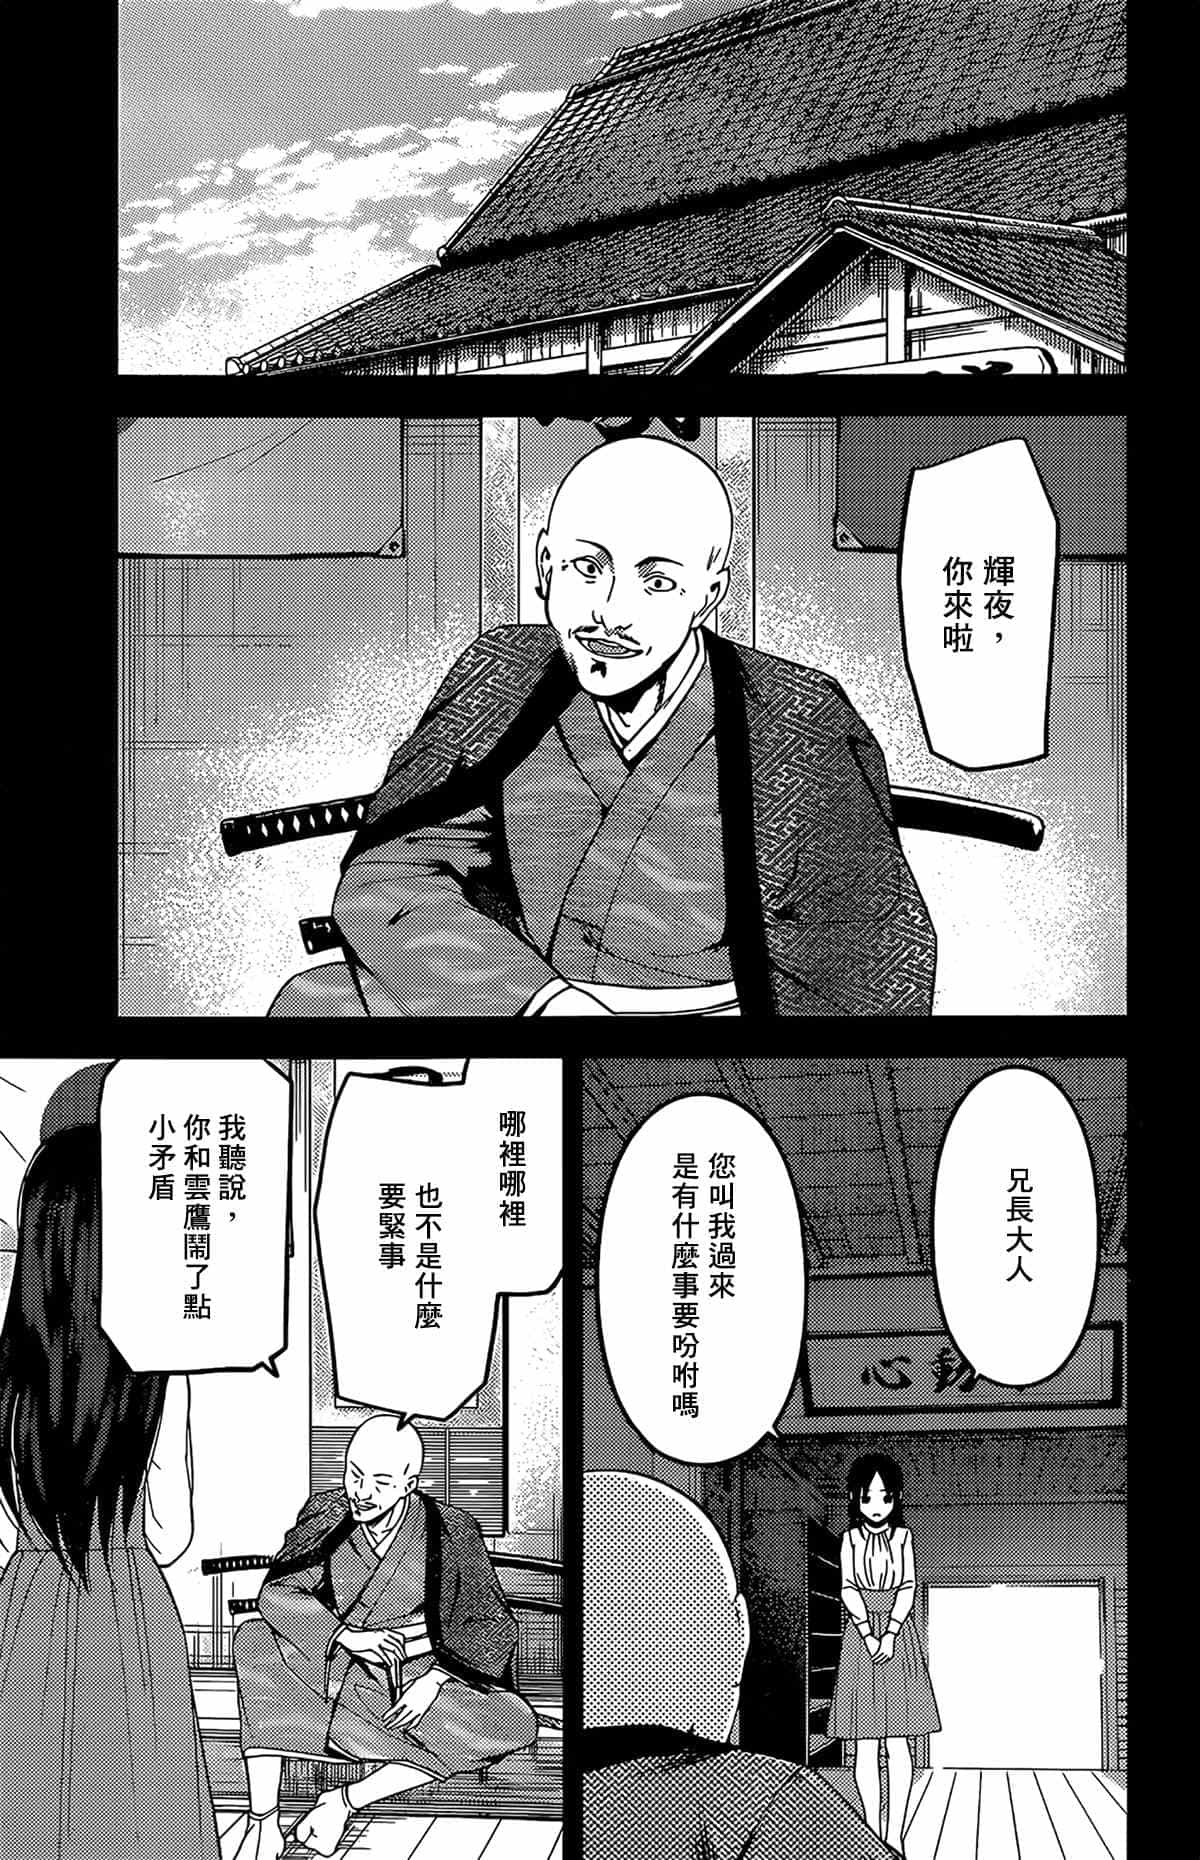 輝夜，
你來啦
兄長大人
您叫我過來
是有什麼事要吩咐嗎
動心
哪裡哪裡
也不是什麼
要緊事
我聽說，
你和雲鷹鬧了點
小矛盾